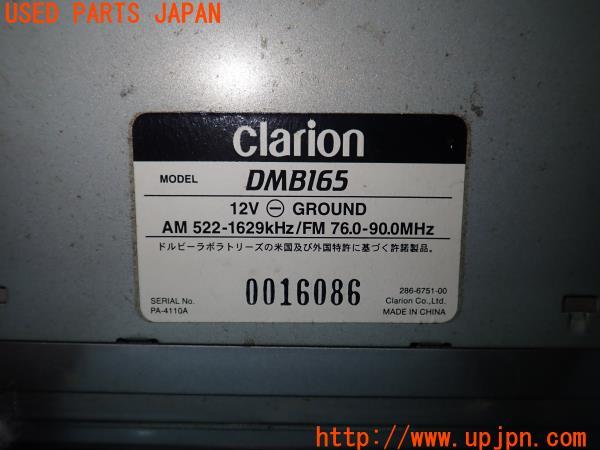 USED PARTS JAPAN
clarion
MODEL DMB165
12V ⊖ GROUND
AM 522-1629kHz/FM 76.0-90.0MHz
ドルビーラボラトリーズの米国及び外国特許に基づく許諾製品。
0016086
286-6751-00
SERIAL No. Clarion Co.,Ltd.
PA-4110A MADE IN CHINA
http://www.upjpn.com/